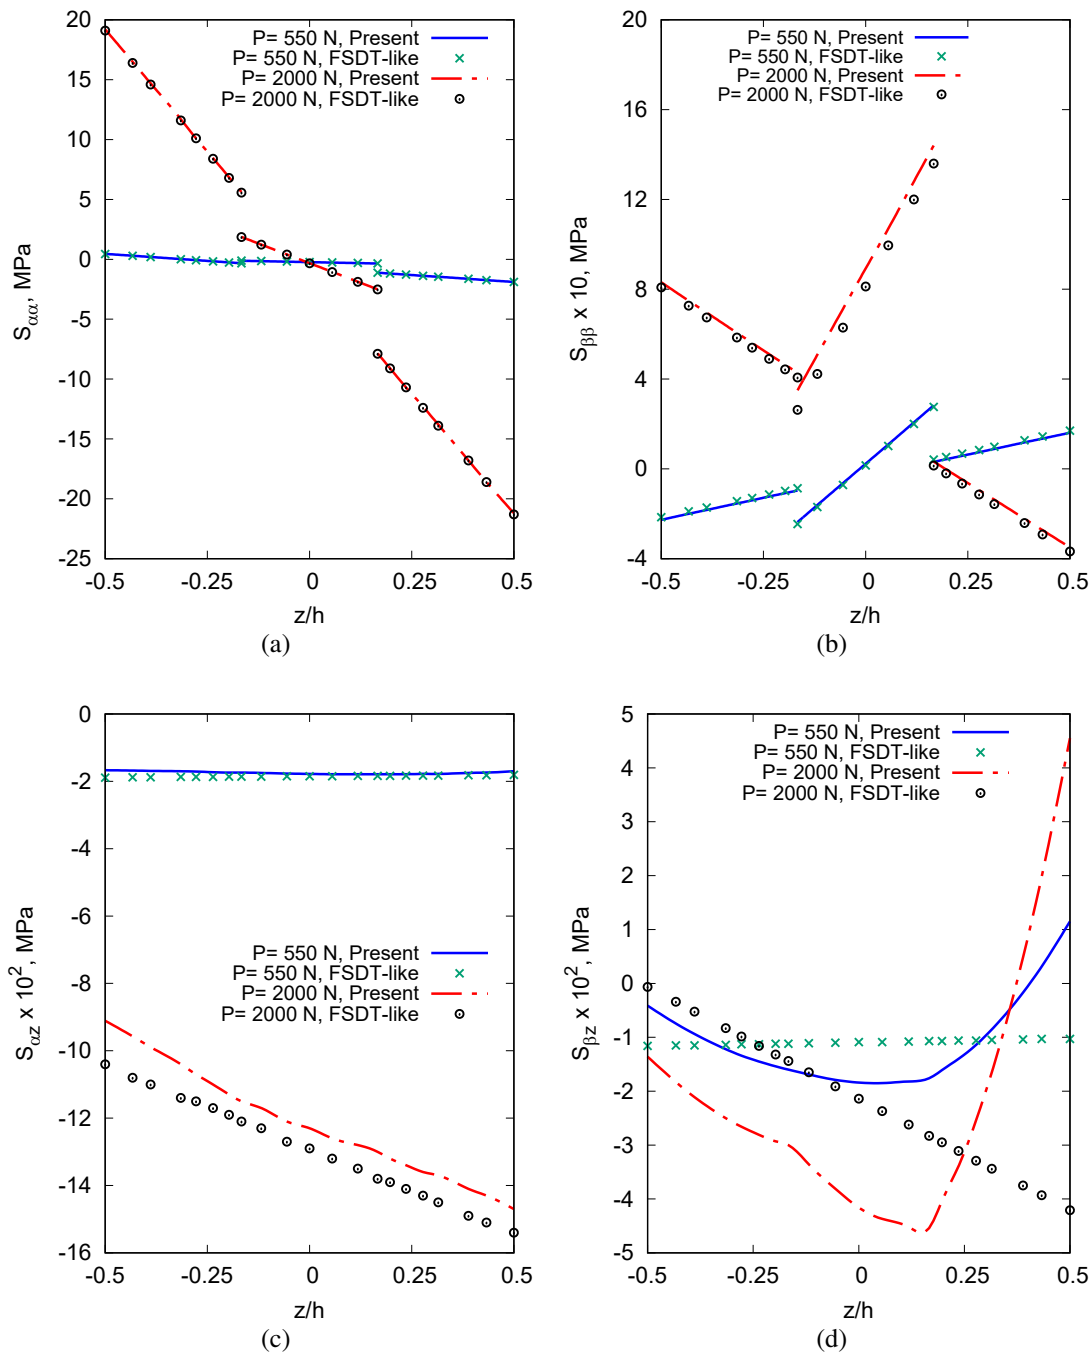 20
15
10
5
0
-5
-10
-15
-20
-25
S_αα, MPa
P= 550 N, Present
P= 550 N, FSDT-like
P= 2000 N, Present
P= 2000 N, FSDT-like
-0.5 -0.25 0 0.25 0.5
z/h
(a)
20
16
12
8
4
0
-4
S_ββ x 10, MPa
P= 550 N, Present
P= 550 N, FSDT-like
P= 2000 N, Present
P= 2000 N, FSDT-like
-0.5 -0.25 0 0.25 0.5
z/h
(b)
0
-2
-4
-6
-8
-10
-12
-14
-16
S_αz x 10², MPa
P= 550 N, Present
P= 550 N, FSDT-like
P= 2000 N, Present
P= 2000 N, FSDT-like
-0.5 -0.25 0 0.25 0.5
z/h
(c)
5
4
3
2
1
0
-1
-2
-3
-4
-5
S_βz x 10², MPa
P= 550 N, Present
P= 550 N, FSDT-like
P= 2000 N, Present
P= 2000 N, FSDT-like
-0.5 -0.25 0 0.25 0.5
z/h
(d)